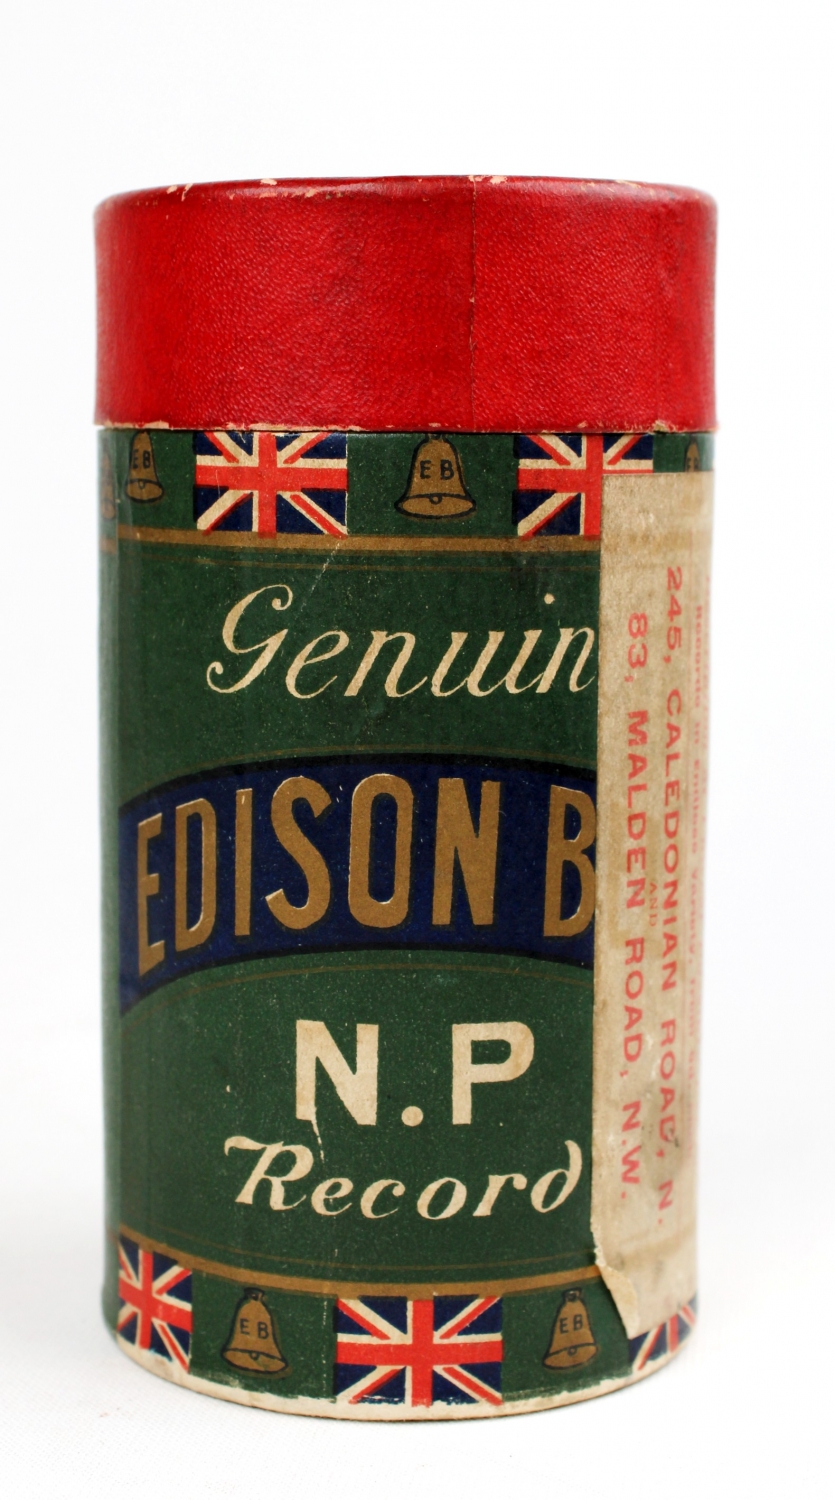 EB
EB
Genuin
EDISON B
N.P
Record
EB
EB
245, CALEDONIAN ROAD, N.
AND
83, MALDEN ROAD, N.W.